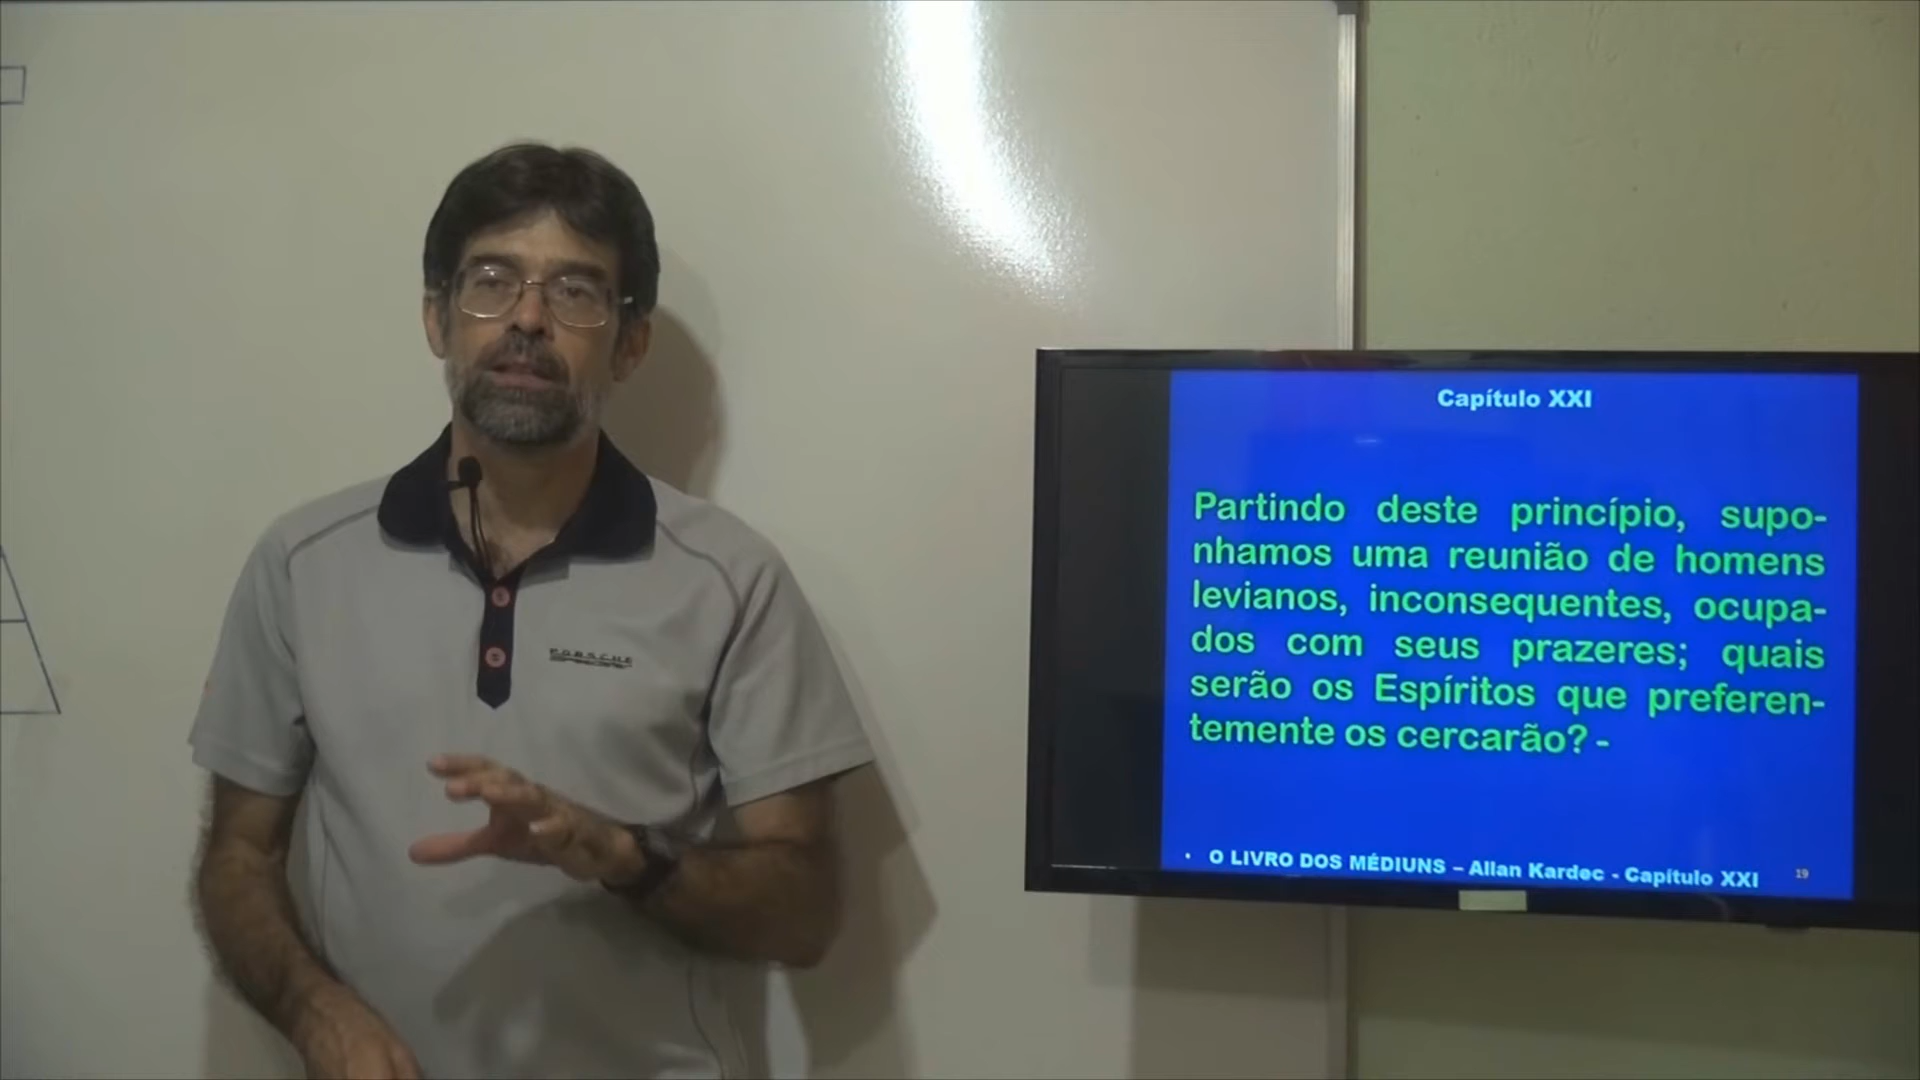 Capítulo XXI
Partindo deste princípio, supo-
nhamos uma reunião de homens
levianos, inconsequentes, ocupa-
dos com seus prazeres; quais
serão os Espíritos que preferen-
temente os cercarão? -
• O LIVRO DOS MÉDIUNS – Allan Kardec - Capítulo XXI
19
PORSCHE